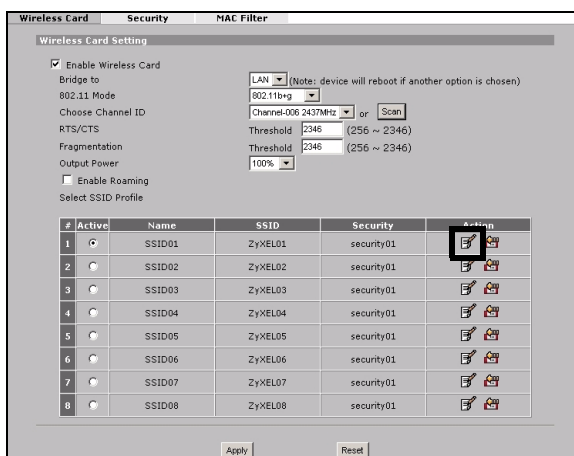 Wireless Card Security MAC Filter
Wireless Card Setting
Enable Wireless Card
Bridge to LAN (Note: device will reboot if another option is chosen)
802.11 Mode 802.11b+g
Choose Channel ID Channel-006 2437MHz or Scan
RTS/CTS Threshold 2346 (256 ~ 2346)
Fragmentation Threshold 2346 (256 ~ 2346)
Output Power 100%
Enable Roaming
Select SSID Profile
# Active Name SSID Security Action
1 SSID01 ZyXEL01 security01
2 SSID02 ZyXEL02 security01
3 SSID03 ZyXEL03 security01
4 SSID04 ZyXEL04 security01
5 SSID05 ZyXEL05 security01
6 SSID06 ZyXEL06 security01
7 SSID07 ZyXEL07 security01
8 SSID08 ZyXEL08 security01
Apply Reset